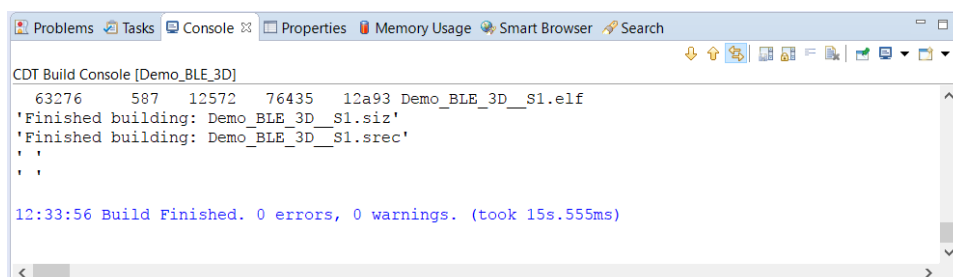 Problems Tasks Console Properties Memory Usage Smart Browser Search
CDT Build Console [Demo_BLE_3D]
63276 587 12572 76435 12a93 Demo_BLE_3D__S1.elf
'Finished building: Demo_BLE_3D__S1.siz'
'Finished building: Demo_BLE_3D__S1.srec'
' '
' '
12:33:56 Build Finished. 0 errors, 0 warnings. (took 15s.555ms)